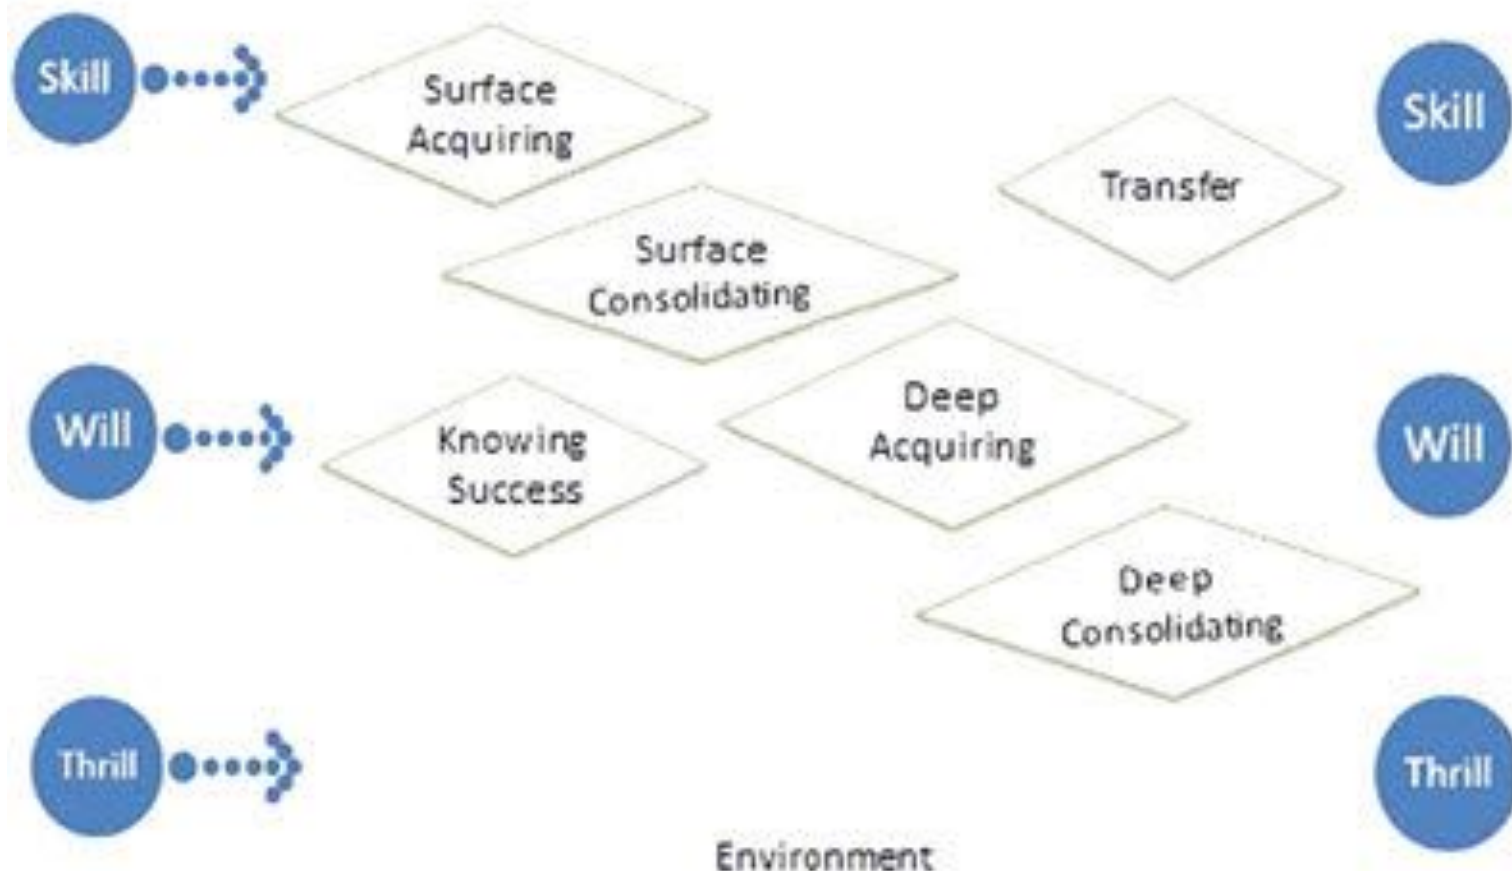 Skill
Surface
Acquiring
Skill
Transfer
Surface
Consolidating
Will
Knowing
Success
Deep
Acquiring
Will
Deep
Consolidating
Thrill
Thrill
Environment